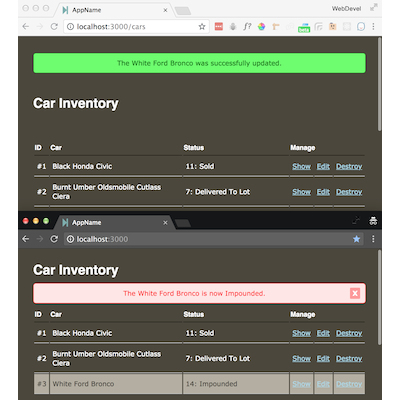 AppName
WebDevel
localhost:3000/cars
f?
The White Ford Bronco was successfully updated.
Car Inventory
ID Car Status Manage
#1 Black Honda Civic 11: Sold Show Edit Destroy
#2 Burnt Umber Oldsmobile Cutlass Ciera 7: Delivered To Lot Show Edit Destroy
AppName
localhost:3000
Car Inventory
The White Ford Bronco is now Impounded.
ID Car Status Manage
#1 Black Honda Civic 11: Sold Show Edit Destroy
#2 Burnt Umber Oldsmobile Cutlass Ciera 7: Delivered To Lot Show Edit Destroy
#3 White Ford Bronco 14: Impounded Show Edit Destroy